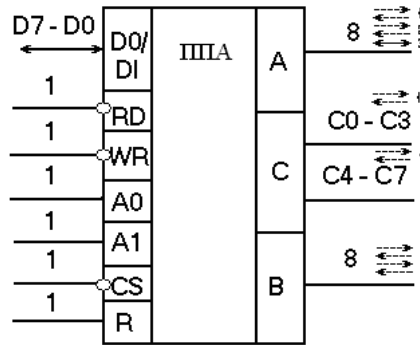 D7 - D0
D0/
DI
ППА
A
8
1
RD
C0 - C3
1
WR
C
C4 - C7
1
A0
1
A1
1
CS
B
8
1
R